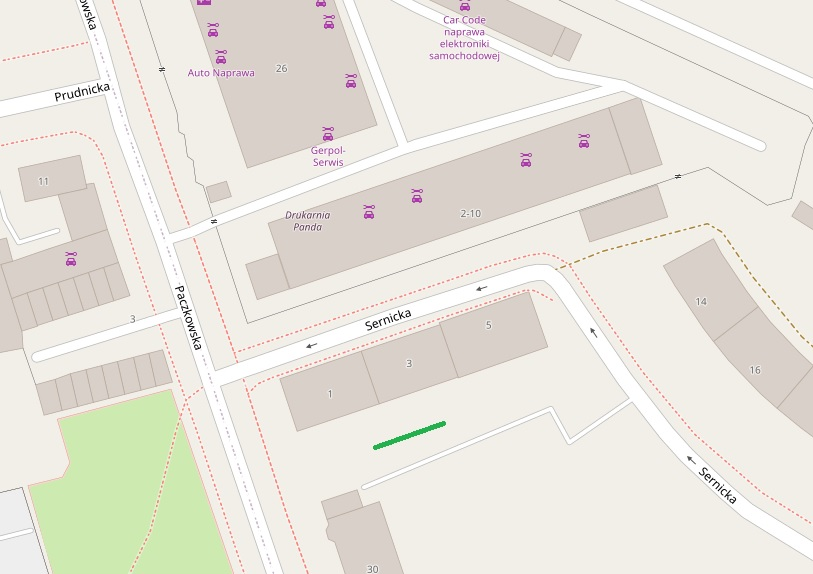 owska
Car Code
naprawa
elektroniki
samochodowej
Auto Naprawa
26
Prudnicka
Gerpol-
Serwis
11
Drukarnia
Panda
2-10
3
Paczkowska
Sernicka
5
3
1
14
16
Sernicka
30